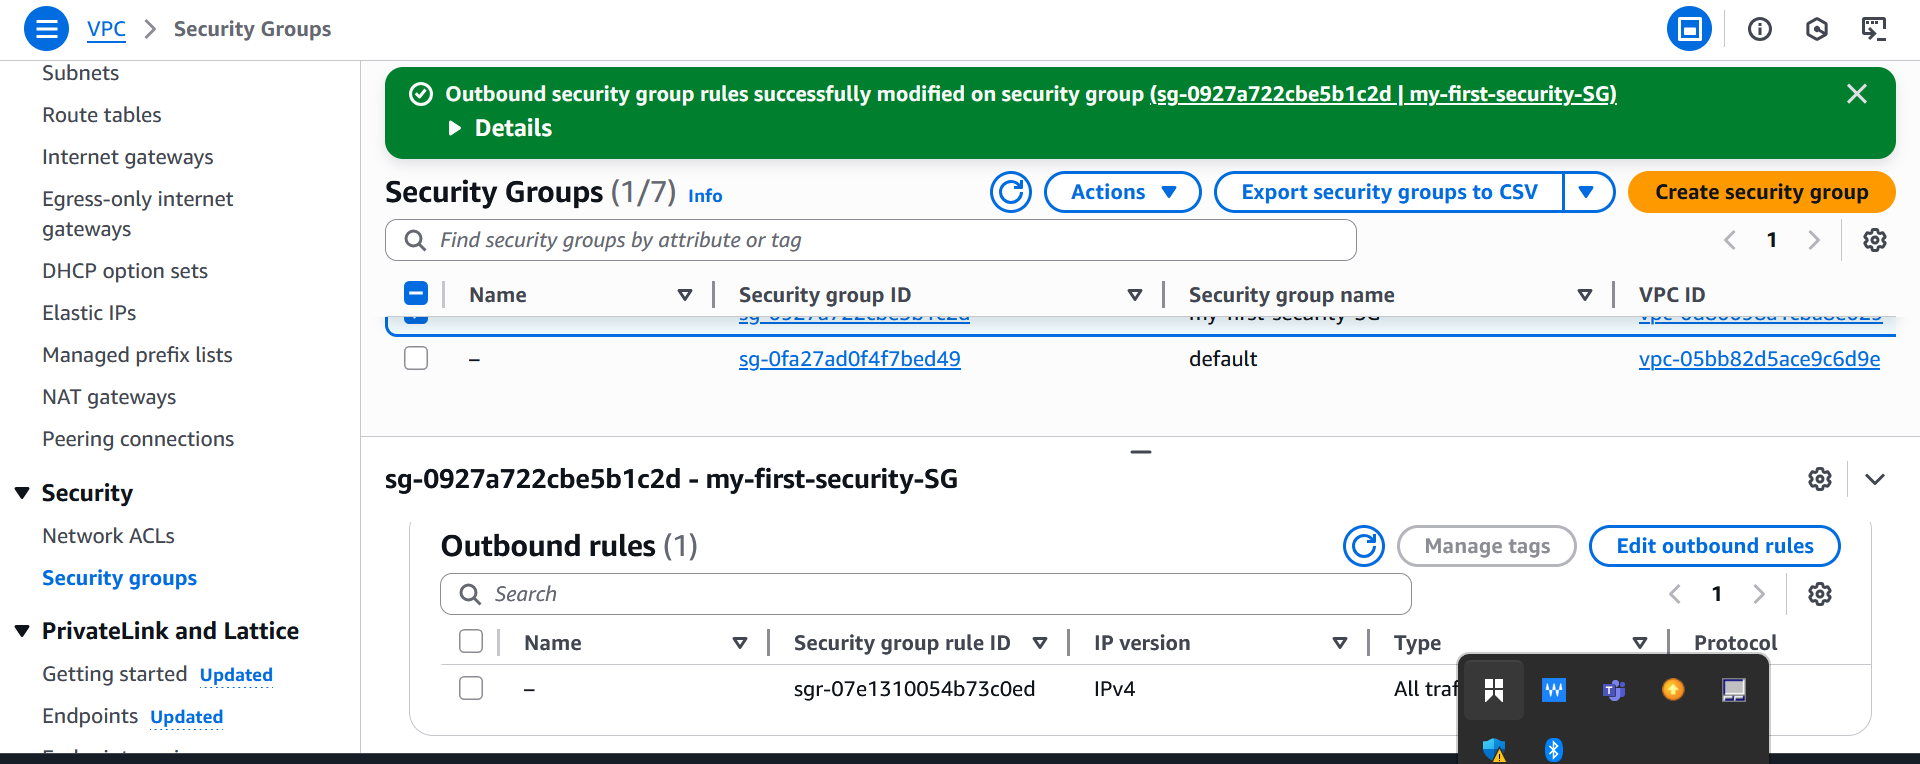 VPC > Security Groups
Subnets
Route tables
Internet gateways
Egress-only internet
gateways
DHCP option sets
Elastic IPs
Managed prefix lists
NAT gateways
Peering connections
Security
Network ACLs
Security groups
PrivateLink and Lattice
Getting started Updated
Endpoints Updated
Outbound security group rules successfully modified on security group (sg-0927a722cbe5b1c2d | my-first-security-SG)
Details
Security Groups (1/7) Info
Actions
Export security groups to CSV
Create security group
Find security groups by attribute or tag
1
Name Security group ID Security group name VPC ID
sg-0927a722cbe5b1c2d my-first-security-SG
– sg-0fa27ad0f4f7bed49 default vpc-05bb82d5ace9c6d9e
sg-0927a722cbe5b1c2d - my-first-security-SG
Outbound rules (1)
Manage tags
Edit outbound rules
Search
1
Name Security group rule ID IP version Type Protocol
– sgr-07e1310054b73c0ed IPv4 All traf